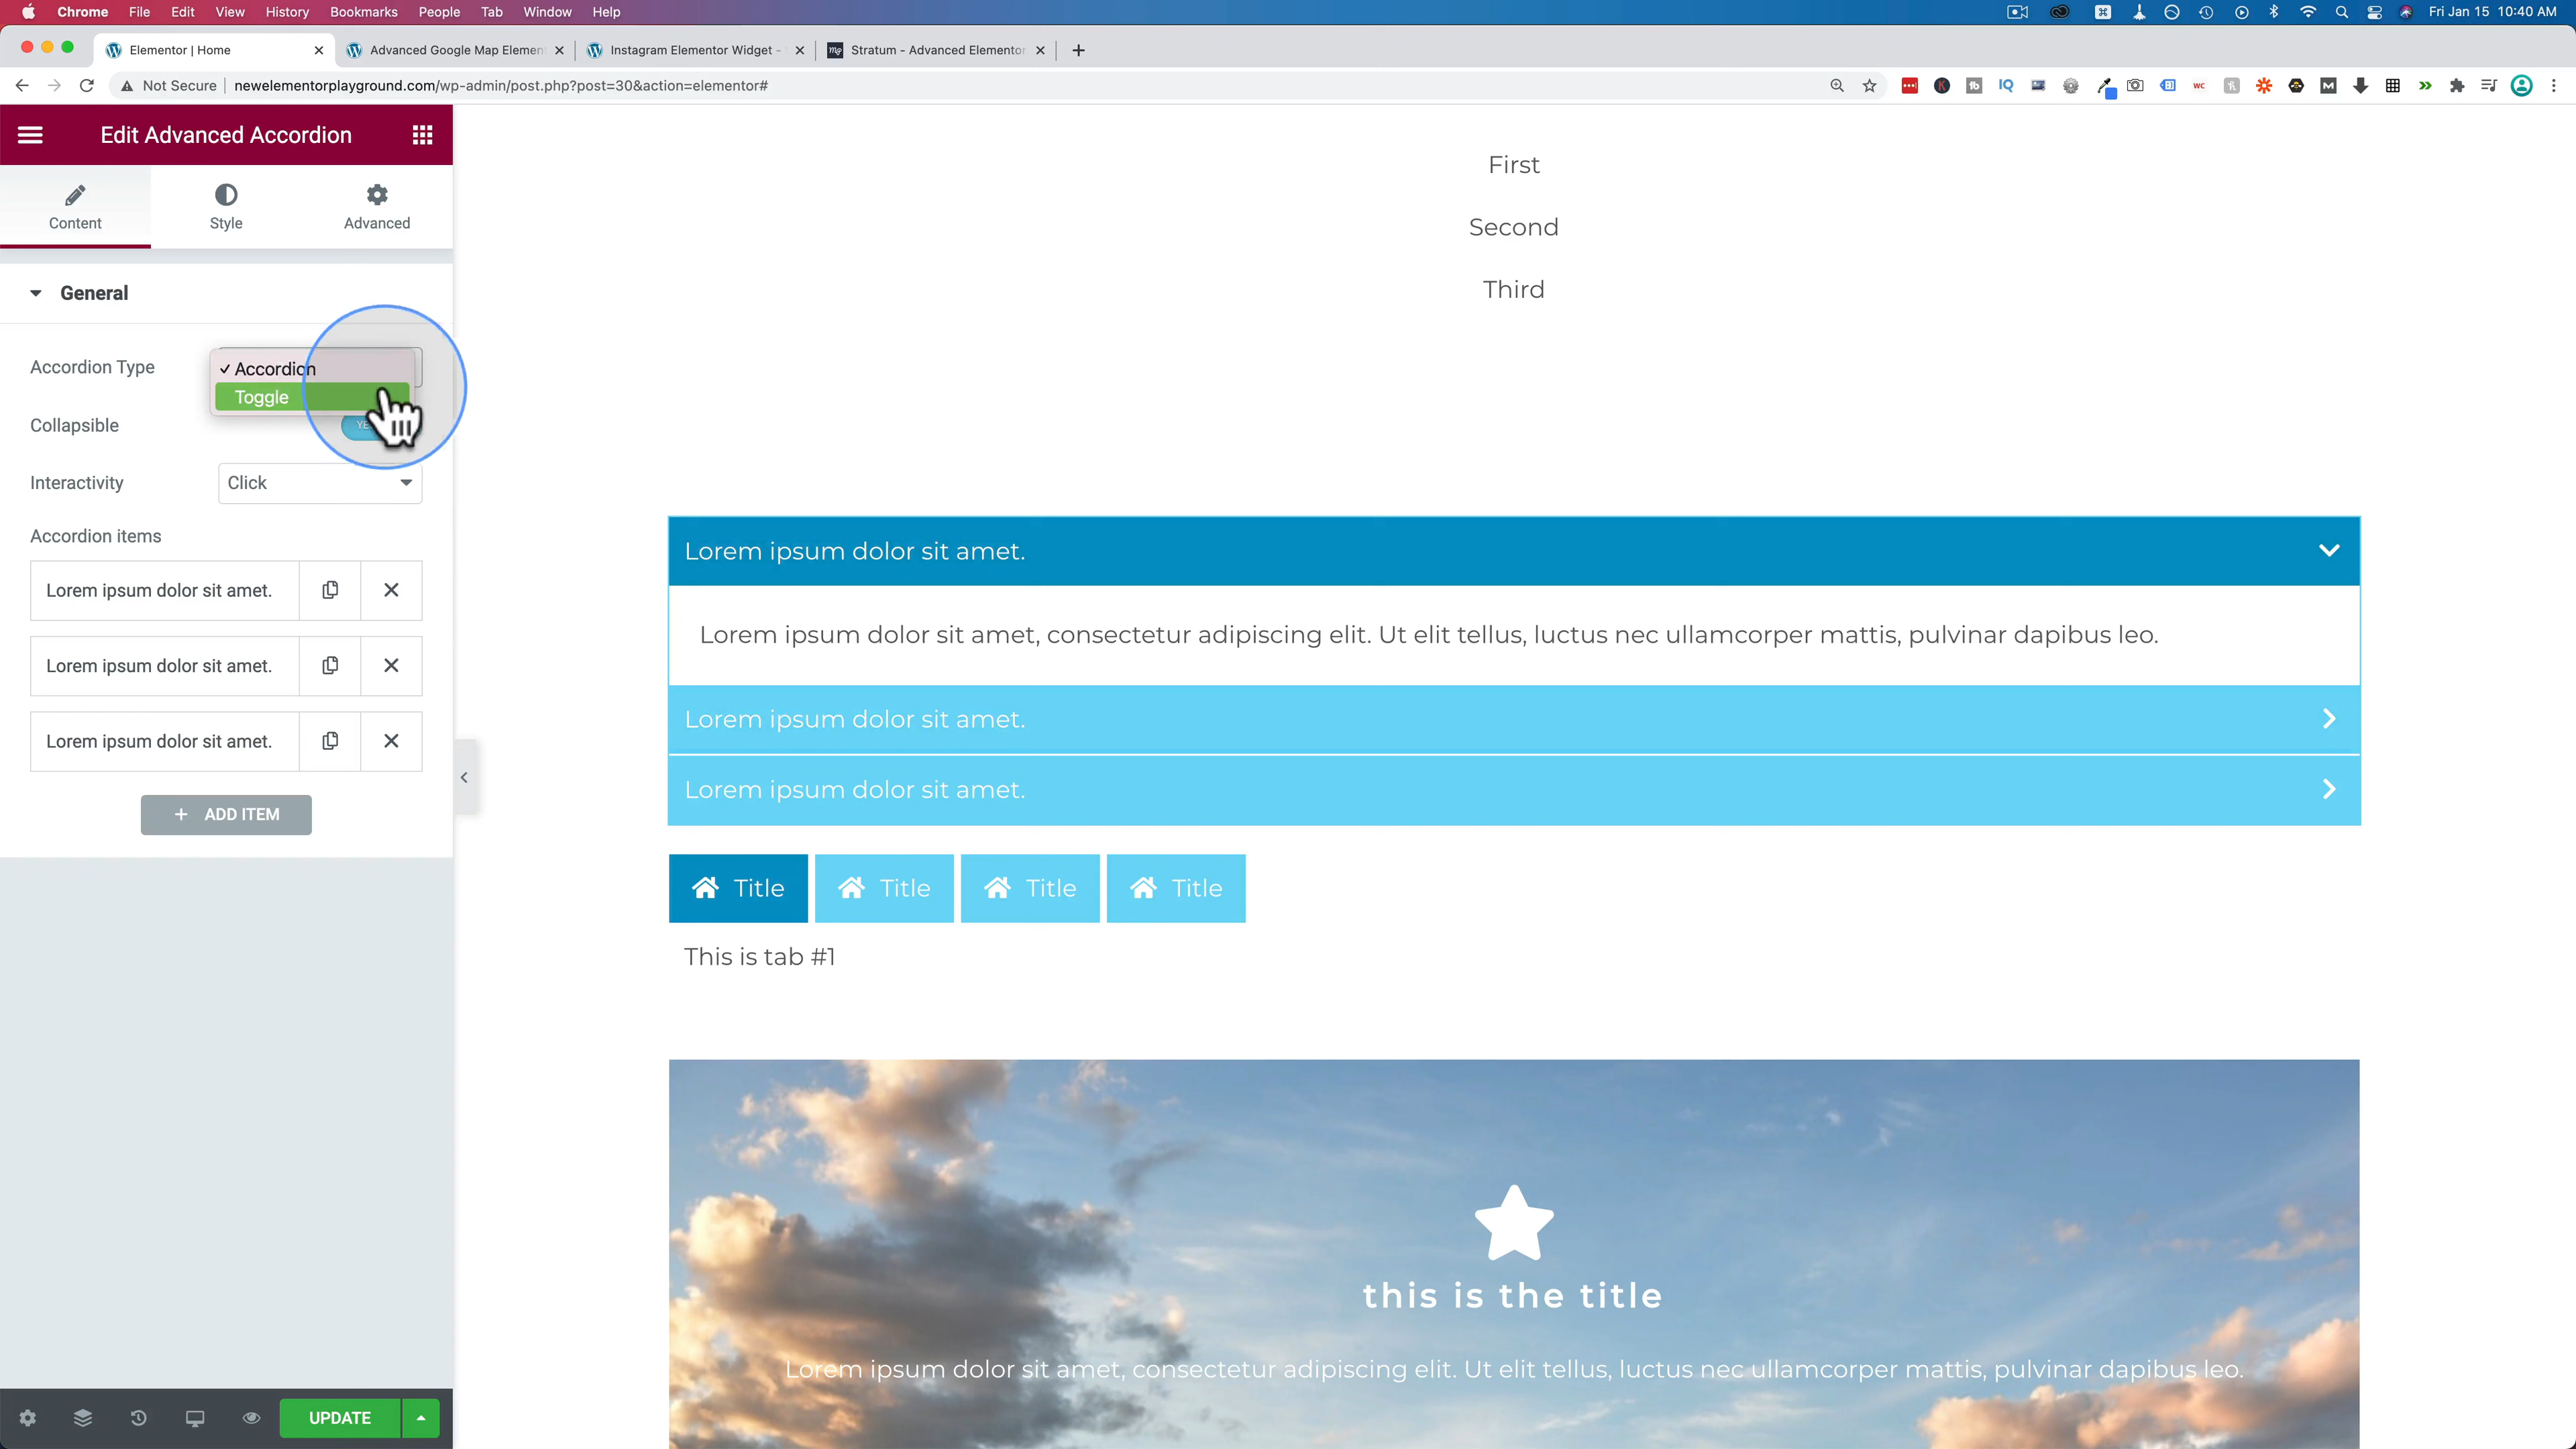 Chrome File Edit View History Bookmarks People Tab Window Help Fri Jan 15 10:40 AM
Elementor | Home Advanced Google Map Elemen Instagram Elementor Widget - Stratum - Advanced Elementor
Not Secure newelementorplayground.com/wp-admin/post.php?post=30&action=elementor#
Edit Advanced Accordion
Content Style Advanced
General
Accordion Type
Accordion
Toggle
Collapsible
Interactivity Click
Accordion items
Lorem ipsum dolor sit amet.
Lorem ipsum dolor sit amet.
Lorem ipsum dolor sit amet.
ADD ITEM
UPDATE
First
Second
Third
Lorem ipsum dolor sit amet.
Lorem ipsum dolor sit amet, consectetur adipiscing elit. Ut elit tellus, luctus nec ullamcorper mattis, pulvinar dapibus leo.
Lorem ipsum dolor sit amet.
Lorem ipsum dolor sit amet.
Title Title Title Title
This is tab #1
this is the title
Lorem ipsum dolor sit amet, consectetur adipiscing elit. Ut elit tellus, luctus nec ullamcorper mattis, pulvinar dapibus leo.